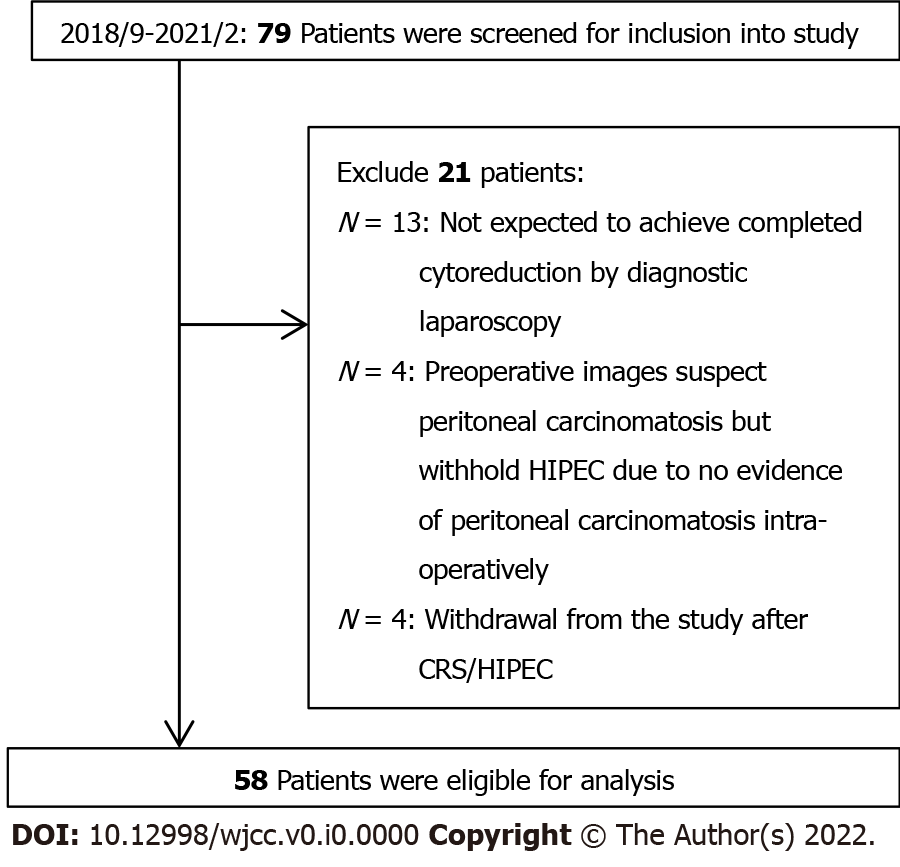 2018/9-2021/2: 79 Patients were screened for inclusion into study
Exclude 21 patients:
N = 13: Not expected to achieve completed
cytoreduction by diagnostic
laparoscopy
N = 4: Preoperative images suspect
peritoneal carcinomatosis but
withhold HIPEC due to no evidence
of peritoneal carcinomatosis intra-
operatively
N = 4: Withdrawal from the study after
CRS/HIPEC
58 Patients were eligible for analysis
DOI: 10.12998/wjcc.v0.i0.0000 Copyright © The Author(s) 2022.